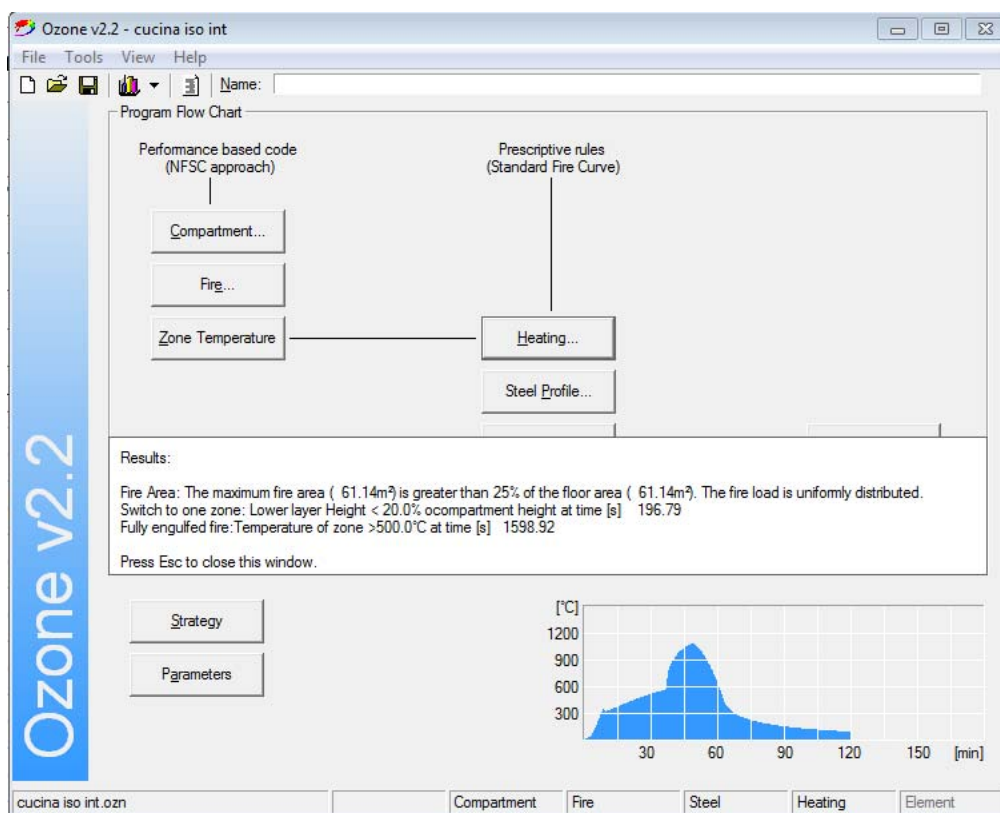 Ozone v2.2 - cucina iso int
File Tools View Help
Name:
Program Flow Chart
Performance based code
(NFSC approach)
Prescriptive rules
(Standard Fire Curve)
Compartment...
Fire...
Zone Temperature
Heating...
Steel Profile...
Results:
Fire Area: The maximum fire area ( 61.14m²) is greater than 25% of the floor area ( 61.14m²). The fire load is uniformly distributed.
Switch to one zone: Lower layer Height < 20.0% ocompartment height at time [s] 196.79
Fully engulfed fire:Temperature of zone >500.0°C at time [s] 1598.92
Press Esc to close this window.
Strategy
Parameters
[°C]
1200
900
600
300
30 60 90 120 150 [min]
Ozone v2.2
cucina iso int.ozn
Compartment Fire Steel Heating Element